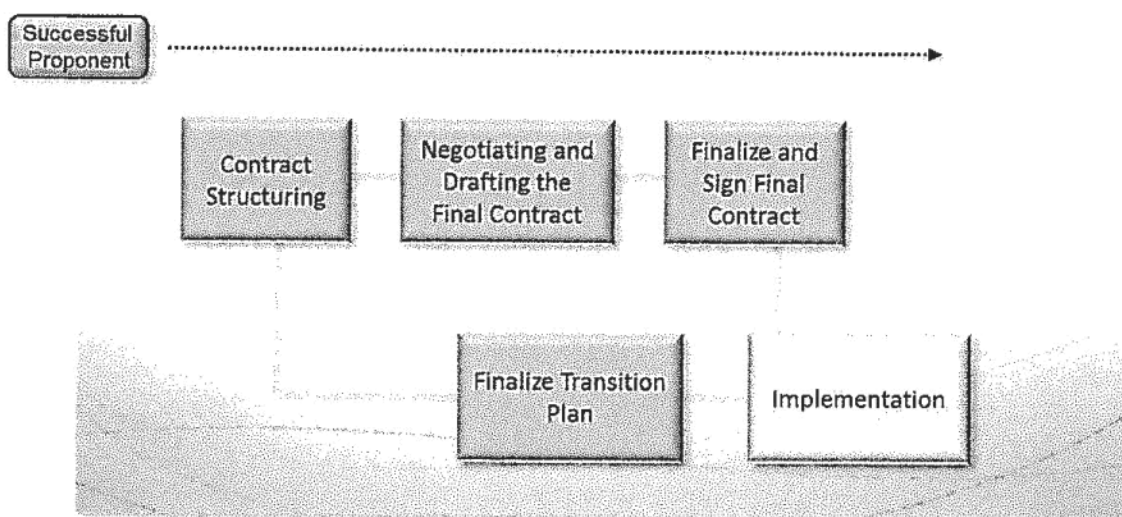 Successful
Proponent
Contract
Structuring
Negotiating and
Drafting the
Final Contract
Finalize and
Sign Final
Contract
Finalize Transition
Plan
Implementation